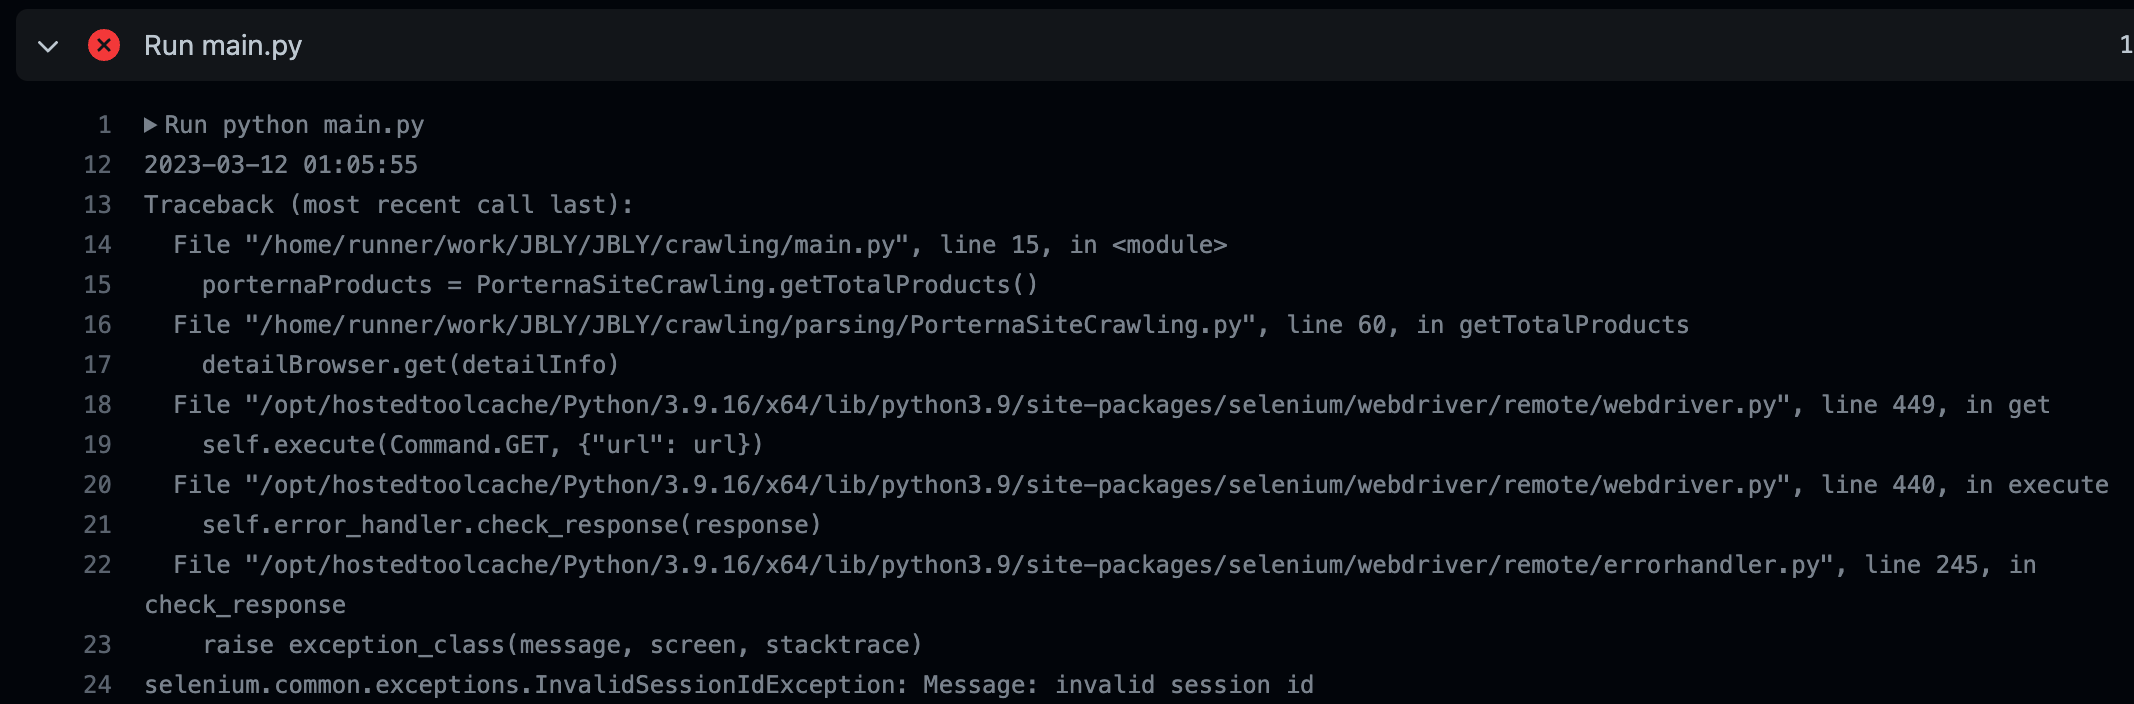 Run main.py
1
1 ▶Run python main.py
12 2023-03-12 01:05:55
13 Traceback (most recent call last):
14   File "/home/runner/work/JBLY/JBLY/crawling/main.py", line 15, in <module>
15     porternaProducts = PorternaSiteCrawling.getTotalProducts()
16   File "/home/runner/work/JBLY/JBLY/crawling/parsing/PorternaSiteCrawling.py", line 60, in getTotalProducts
17     detailBrowser.get(detailInfo)
18   File "/opt/hostedtoolcache/Python/3.9.16/x64/lib/python3.9/site-packages/selenium/webdriver/remote/webdriver.py", line 449, in get
19     self.execute(Command.GET, {"url": url})
20   File "/opt/hostedtoolcache/Python/3.9.16/x64/lib/python3.9/site-packages/selenium/webdriver/remote/webdriver.py", line 440, in execute
21     self.error_handler.check_response(response)
22   File "/opt/hostedtoolcache/Python/3.9.16/x64/lib/python3.9/site-packages/selenium/webdriver/remote/errorhandler.py", line 245, in
check_response
23     raise exception_class(message, screen, stacktrace)
24 selenium.common.exceptions.InvalidSessionIdException: Message: invalid session id